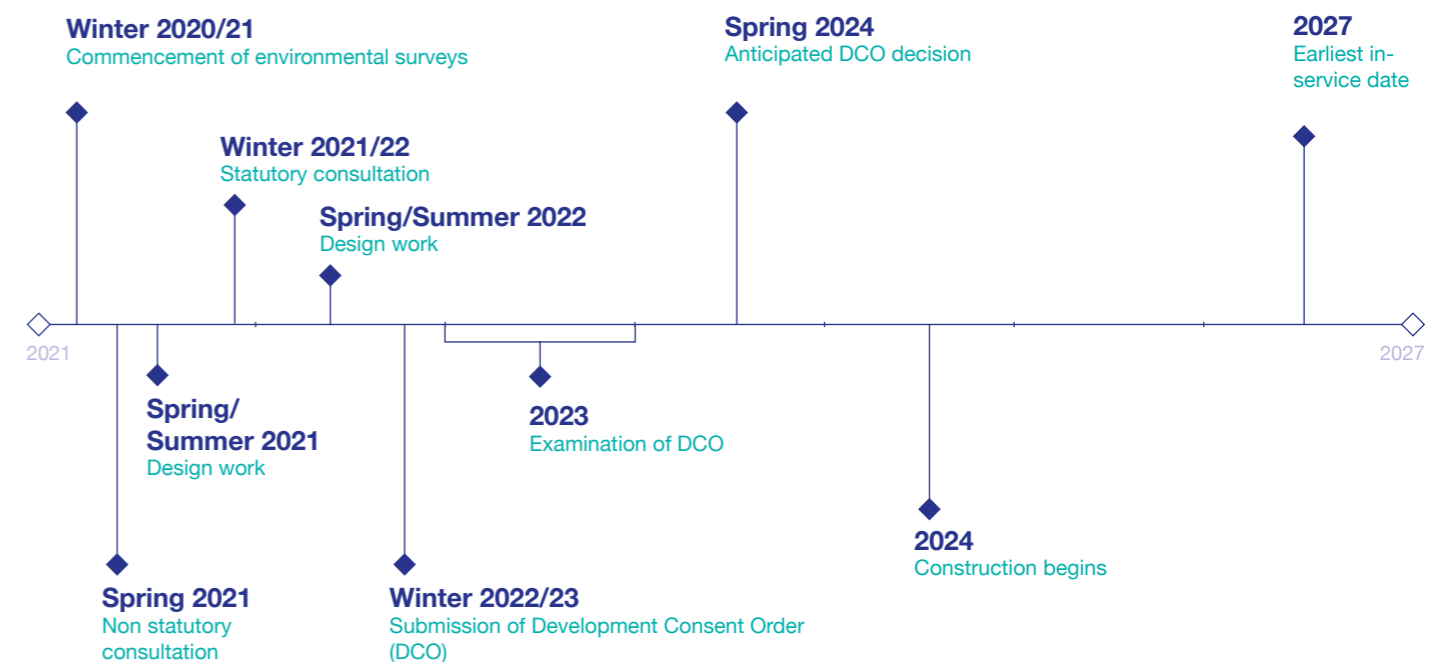 Winter 2020/21
Commencement of environmental surveys
Spring 2024
Anticipated DCO decision
2027
Earliest in-
service date
Winter 2021/22
Statutory consultation
Spring/Summer 2022
Design work
2021
2027
Spring/
Summer 2021
Design work
2023
Examination of DCO
2024
Construction begins
Spring 2021
Non statutory
consultation
Winter 2022/23
Submission of Development Consent Order
(DCO)